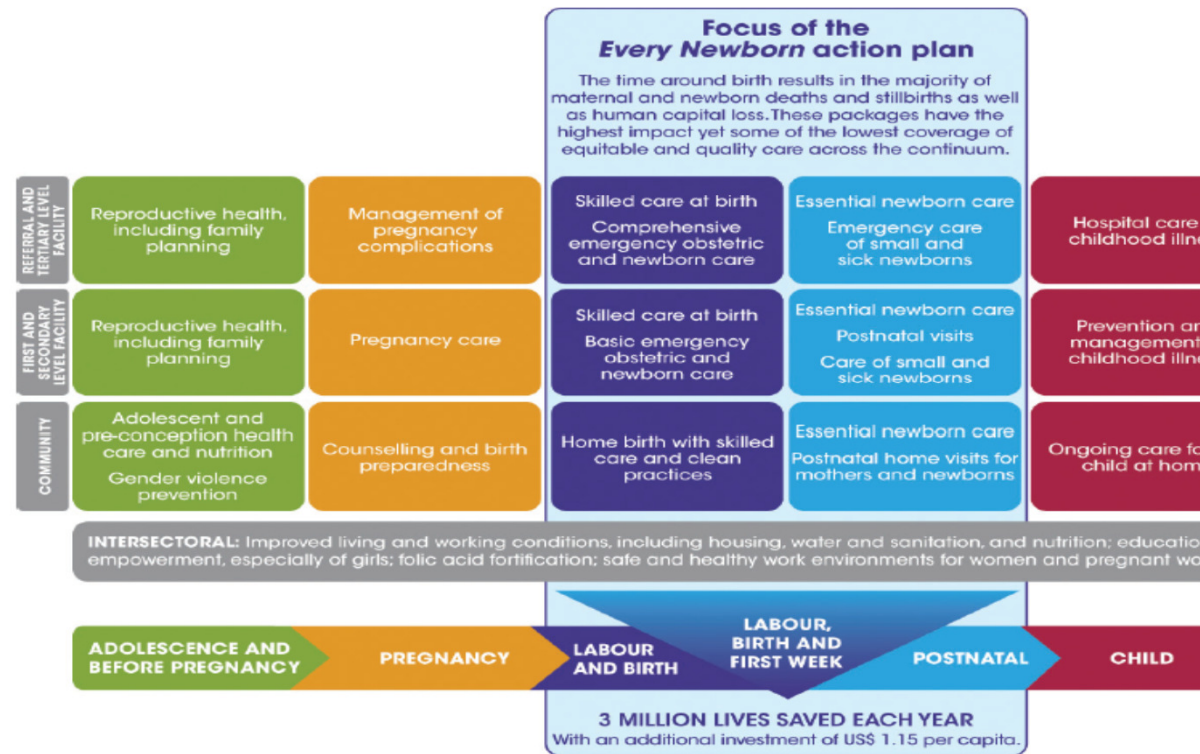 Focus of the
Every Newborn action plan
The time around birth results in the majority of
maternal and newborn deaths and stillbirths as well
as human capital loss. These packages have the
highest impact yet some of the lowest coverage of
equitable and quality care across the continuum.
REFERRAL AND
TERTIARY LEVEL
FACILITY
Reproductive health,
including family
planning
Management of
pregnancy
complications
Skilled care at birth
Comprehensive
emergency obstetric
and newborn care
Essential newborn care
Emergency care
of small and
sick newborns
Hospital care
childhood
FIRST AND
SECONDARY
LEVEL FACILITY
Reproductive health,
including family
planning
Pregnancy care
Skilled care at birth
Basic emergency
obstetric and
newborn care
Essential newborn care
Postnatal visits
Care of small and
sick newborns
Prevention
management
childhood
COMMUNITY
Adolescent and
pre-conception health
care and nutrition
Gender violence
prevention
Counselling and birth
preparedness
Home birth with skilled
care and clean
practices
Essential newborn care
Postnatal home visits for
mothers and newborns
Ongoing care
child at
INTERSECTORAL: Improved living and working conditions, including housing, water and sanitation, and nutrition;
empowerment, especially of girls; folic acid fortification; safe and healthy work environments for women and pregnant
ADOLESCENCE AND
BEFORE PREGNANCY
PREGNANCY
LABOUR
AND BIRTH
LABOUR,
BIRTH AND
FIRST WEEK
POSTNATAL
CHILD
3 MILLION LIVES SAVED EACH YEAR
With an additional investment of US$ 1.15 per capita.